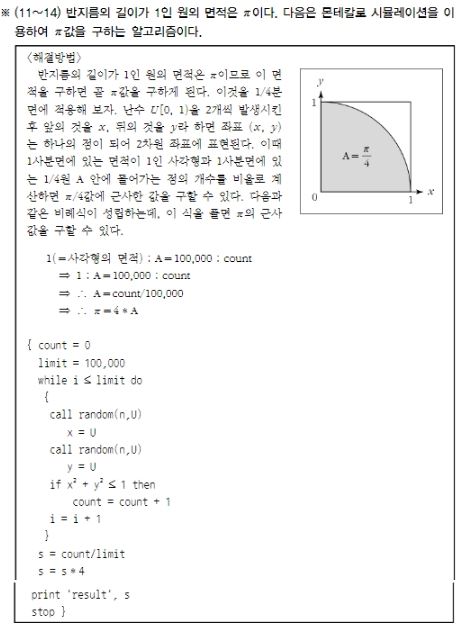 ※ (11~14) 반지름의 길이가 1인 원의 면적은 π이다. 다음은 몬테칼로 시뮬레이션을 이
용하여 π값을 구하는 알고리즘이다.
<해결방법>
반지름의 길이가 1인 원의 면적은 π이므로 이 면
적을 구하면 곧 π값을 구하게 된다. 이것을 1/4분
면에 적용해 보자. 난수 U[0, 1)을 2개씩 발생시킨
후 앞의 것을 x, 뒤의 것을 y라 하면 좌표 (x, y)
는 하나의 점이 되어 2차원 좌표에 표현된다. 이때
1사분면에 있는 면적이 1인 사각형과 1사분면에 있
는 1/4원 A 안에 들어가는 점의 개수를 비율로 계
산하면 π/4값에 근사한 값을 구할 수 있다. 다음과
같은 비례식이 성립하는데, 이 식을 풀면 π의 근사
값을 구할 수 있다.
y
1
A = π/4
0
1
x
1(=사각형의 면적) : A=100,000 : count
⇒ 1 : A=100,000 : count
⇒ ∴ A=count/100,000
⇒ ∴ π=4*A
{ count = 0
limit = 100,000
while i ≤ limit do
{
call random(n,U)
x = U
call random(n,U)
y = U
if x² + y² ≤ 1 then
count = count + 1
i = i + 1
}
s = count/limit
s = s*4
print 'result', s
stop }